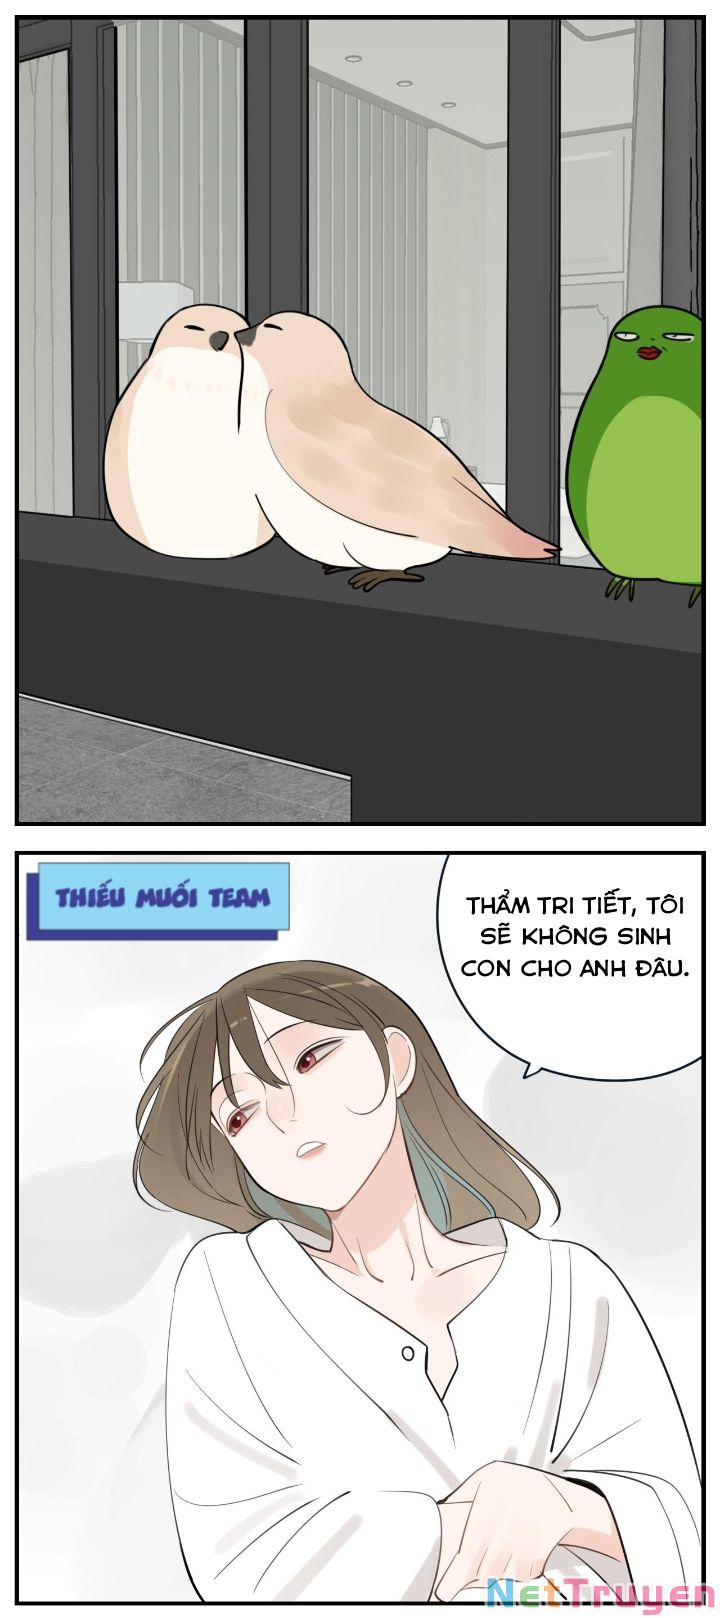 THIẾU MUỐI TEAM
THẨM TRI TIẾT, TÔI
SẼ KHÔNG SINH
CON CHO ANH ĐÂU.
NetTruyen